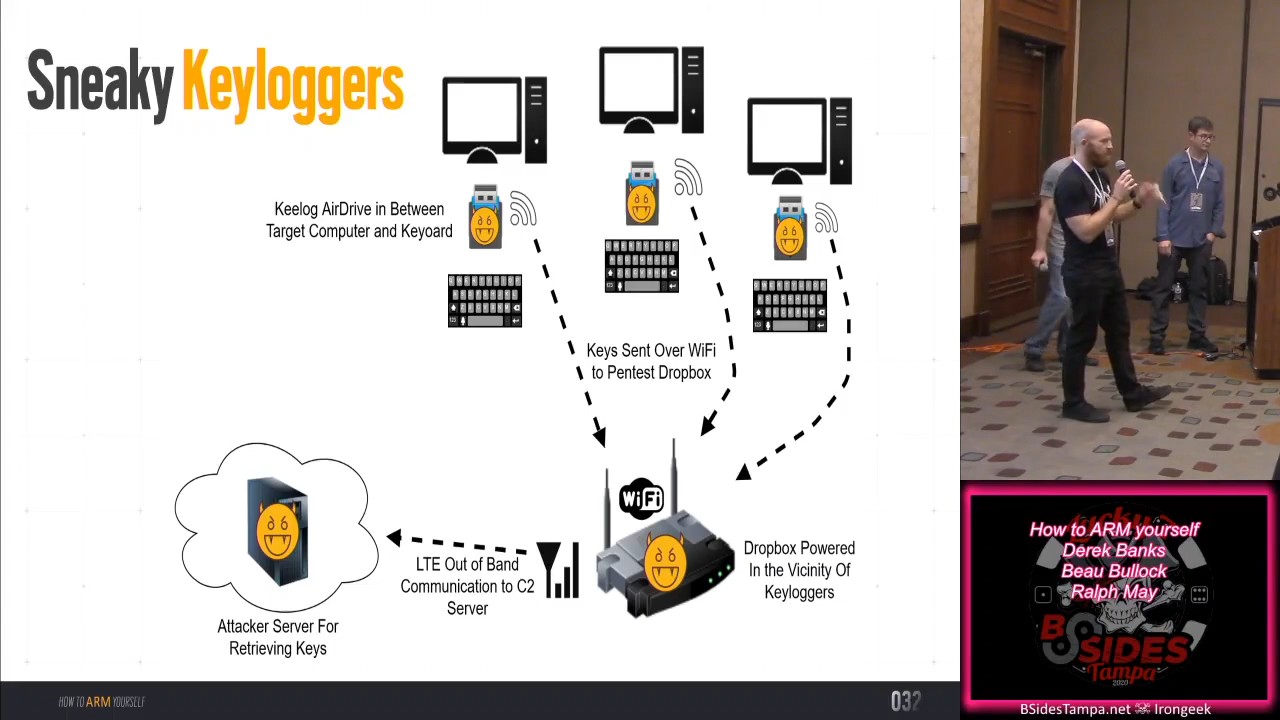 Sneaky Keyloggers
Keelog AirDrive in Between
Target Computer and Keyoard
Keys Sent Over WiFi
to Pentest Dropbox
WiFi
Dropbox Powered
In the Vicinity Of
Keyloggers
LTE Out of Band
Communication to C2
Server
Attacker Server For
Retrieving Keys
HOW TO ARM YOURSELF
032
How to ARM yourself
Derek Banks
Beau Bullock
Ralph May
BSIDES
Tampa
2020
BSidesTampa.net Irongeek